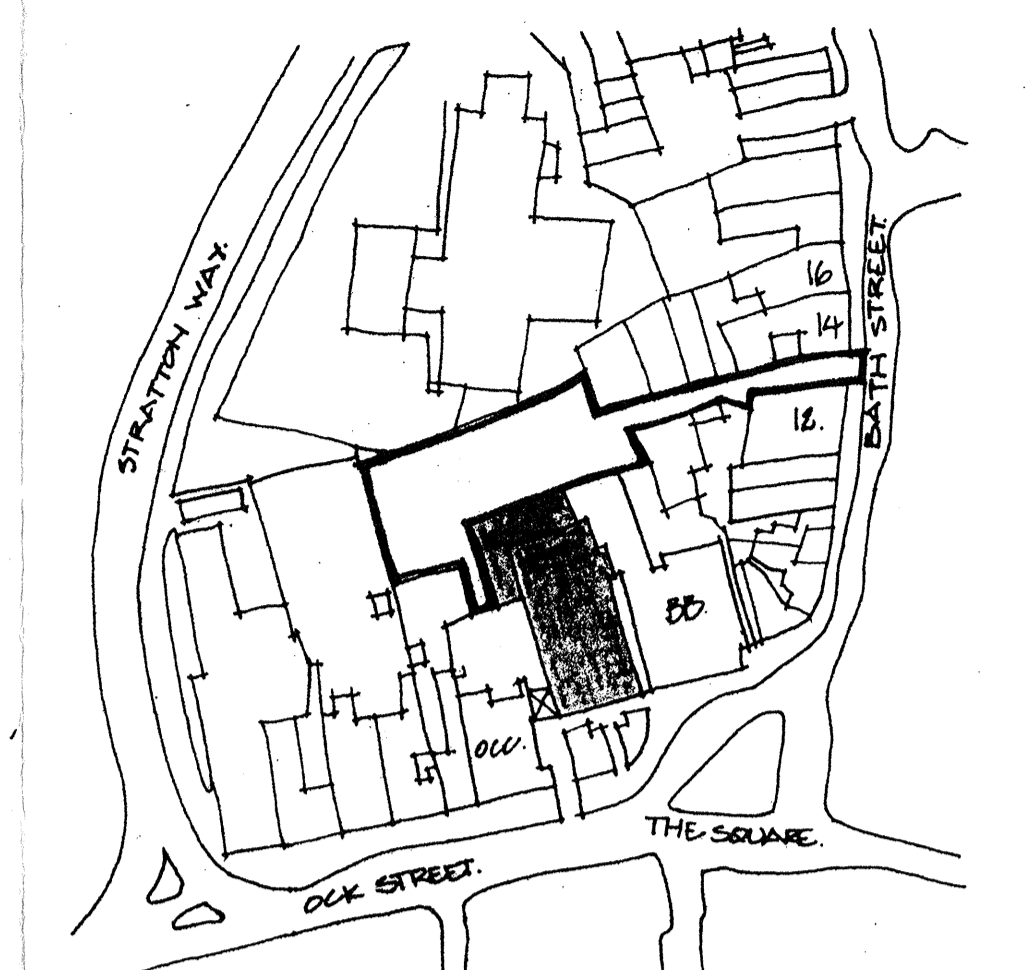 STRATTON WAY.
16
14
BATH STREET.
12.
BB.
OCC.
THE SQUARE.
OCK STREET.